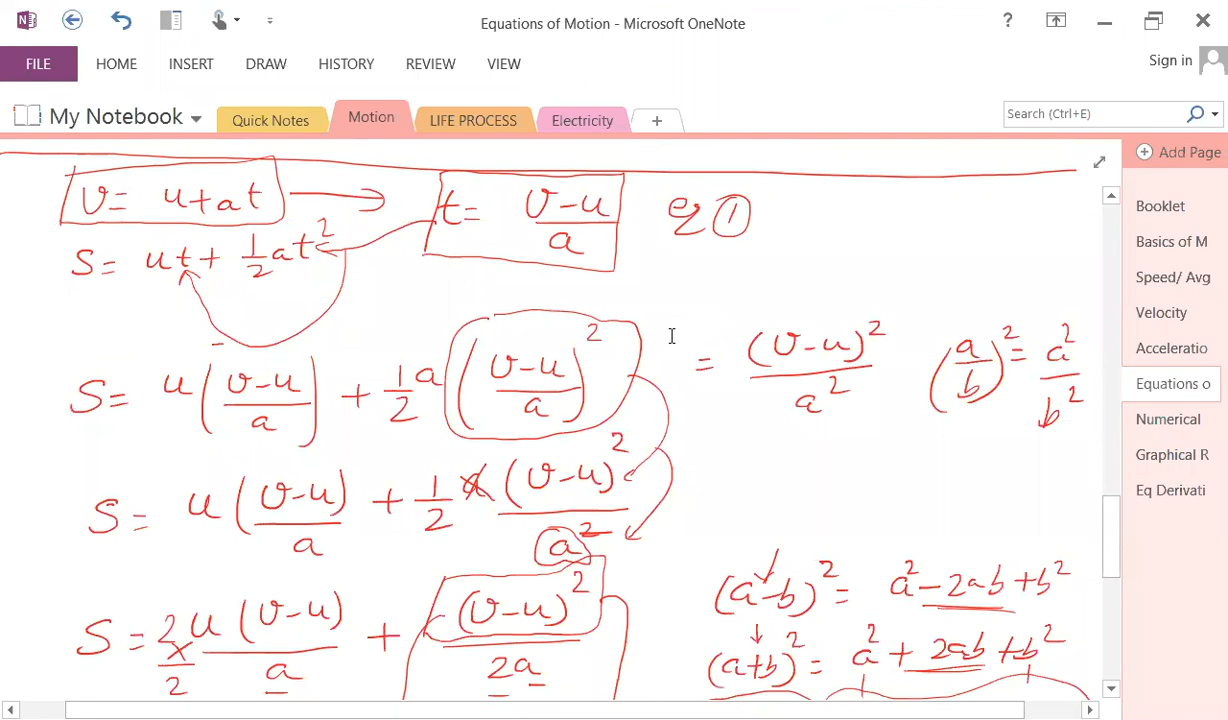 Equations of Motion - Microsoft OneNote
FILE HOME INSERT DRAW HISTORY REVIEW VIEW
Sign in
My Notebook Quick Notes Motion LIFE PROCESS Electricity
Search (Ctrl+E)
Add Page
Booklet
Basics of M
Speed/ Avg
Velocity
Acceleratio
Equations o
Numerical
Graphical R
Eq Derivati
v = u+at → t = (v-u)/a eq ①
S = ut + 1/2 at²
S = u((v-u)/a) + 1/2 a ((v-u)/a)² = (v-u)²/a² (a/b)² = a²/b²
S = u (v-u)/a + 1/2 a (v-u)²/a²
(a-b)² = a² - 2ab + b²
S = 2/2 × u (v-u)/a + (v-u)²/2a
(a+b)² = a² + 2ab + b²